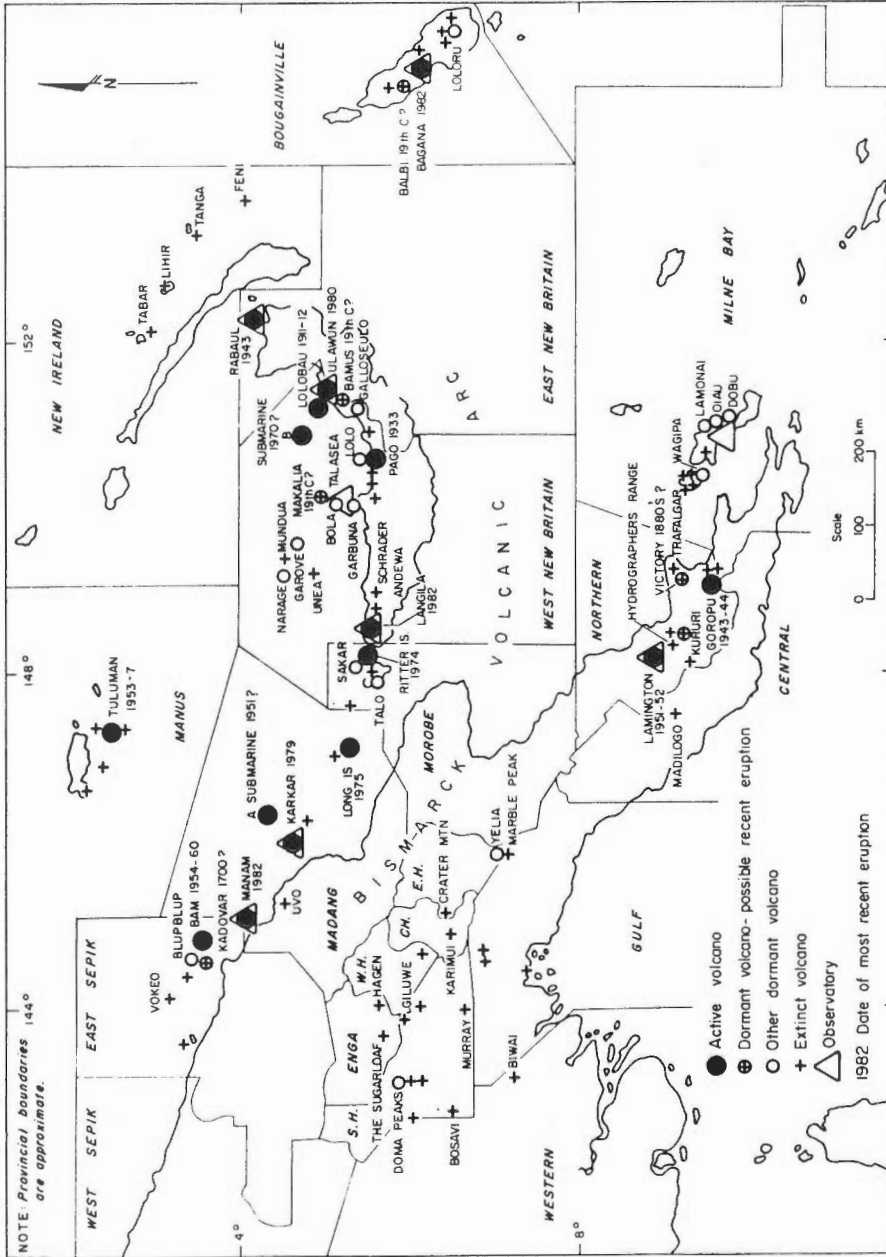 NOTE: Provincial boundaries
are approximate.
144°
148°
152°
4°
8°
N
WEST SEPIK
EAST SEPIK
MANUS
NEW IRELAND
BOUGAINVILLE
VOKEO
BLUPBLUP
BAM 1954-60
KADOVAR 1700?
MANAM
1982
UVO
A SUBMARINE 1951?
KARKAR 1979
LONG IS
1975
TULUMAN
1953-7
TABAR
LIHIR
TANGA
FENI
RABAUL
1943
SUBMARINE
1970?
B
LOLOBAU 1911-12
ULAWUN 1980
BAMUS 19thC?
GALLOSEULO
LOLO
PAGO 1933
MAKALIA
19thC?
TALASEA
BOLA
GARBUNA
MUNDUA
GAROVE
NARAGE
UNEA
SCHRADER
ANDEWA
LANGILA
1982
SAKAR
C
RITTER IS
1974
TALO
BALBI 19thC?
BAGANA 1982
LOLORU
MADANG
MOROBE
BISMARCK
VOLCANIC
ARC
WEST NEW BRITAIN
EAST NEW BRITAIN
S.H.
ENGA
W.H.
CH.
E.H.
THE SUGARLOAF
DOMA PEAKS
HAGEN
GILUWE
CRATER MTN
KARIMUI
MURRAY
BOSAVI
BIWAI
YELIA
MARBLE PEAK
WESTERN
GULF
CENTRAL
NORTHERN
MILNE BAY
MADILOGO
LAMINGTON
1951-52
KURURI
HYDROGRAPHERS RANGE
VICTORY 1880s?
TRAFALGAR
GOROPU
1943-44
WAGIPA
LAMONAI
OIAU
DOBU
Active volcano
Dormant volcano-possible recent eruption
Other dormant volcano
Extinct volcano
Observatory
1982 Date of most recent eruption
Scale
0 100 200 km